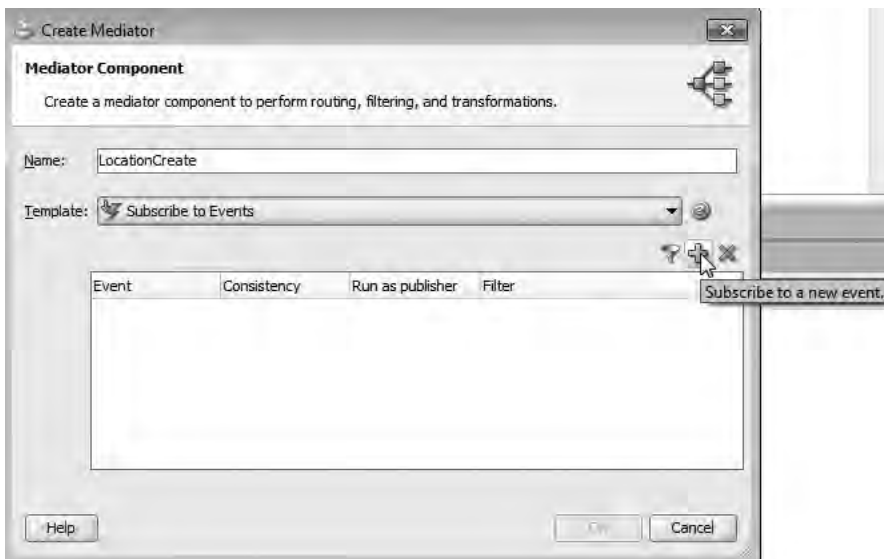 Create Mediator
Mediator Component
Create a mediator component to perform routing, filtering, and transformations.
Name: LocationCreate
Template: Subscribe to Events
Event Consistency Run as publisher Filter
Subscribe to a new event.
Help Cancel